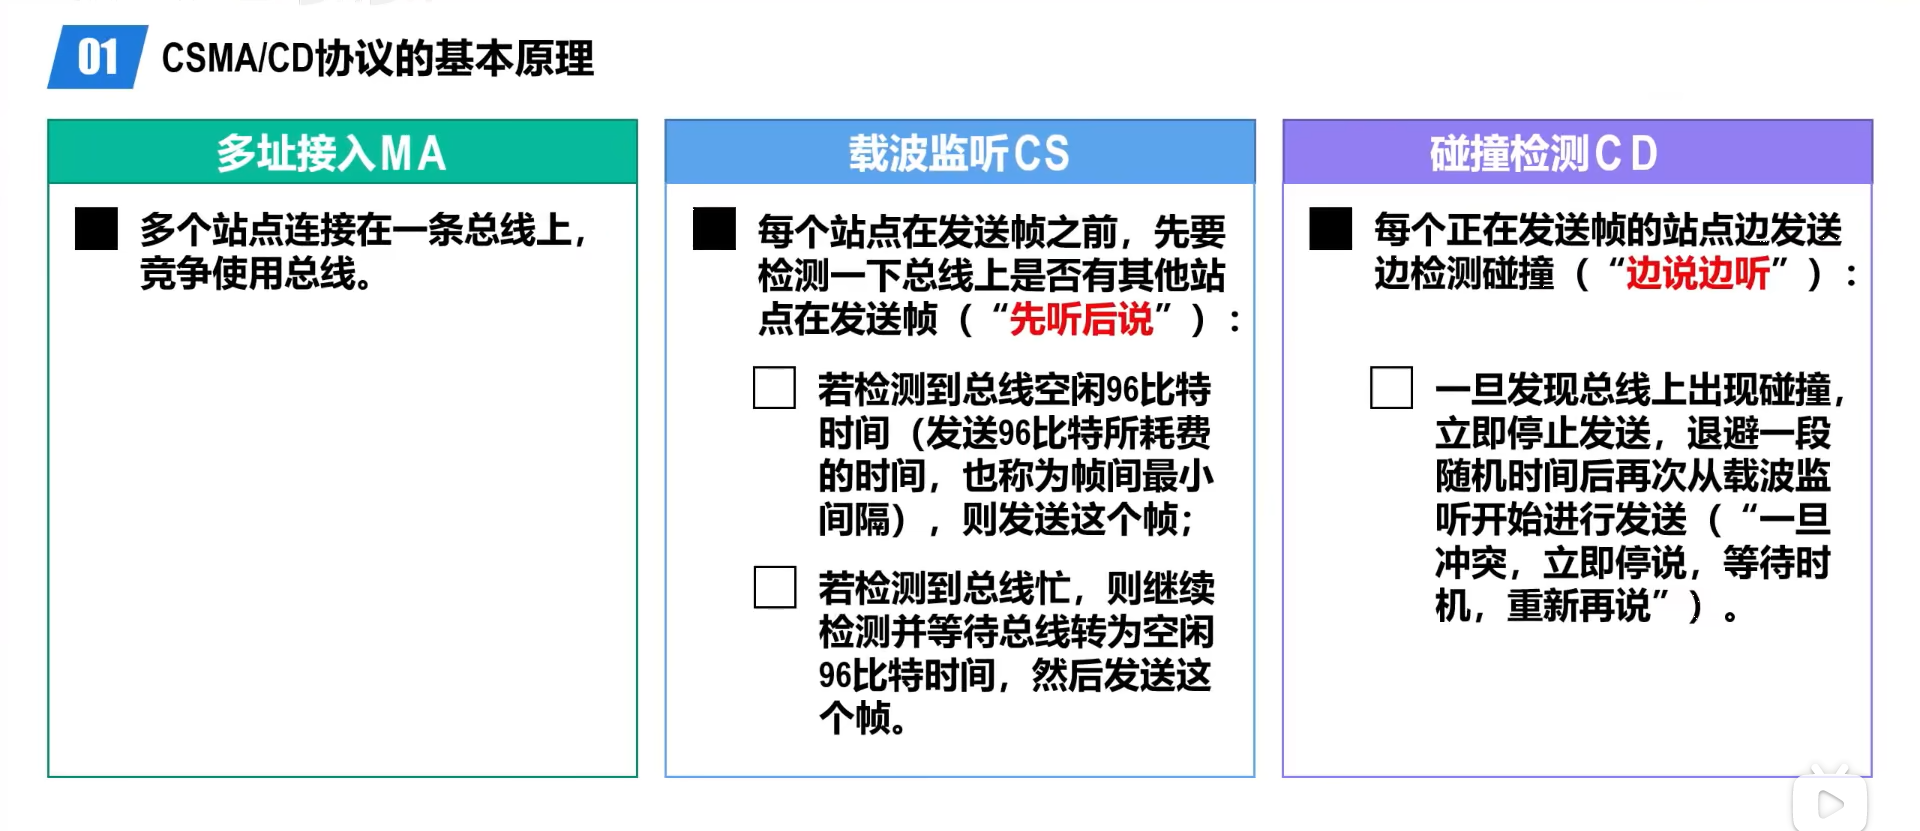 01 CSMA/CD协议的基本原理
多址接入MA
多个站点连接在一条总线上，
竞争使用总线。
载波监听CS
每个站点在发送帧之前，先要
检测一下总线上是否有其他站
点在发送帧（“先听后说”）：
若检测到总线空闲96比特
时间（发送96比特所耗费
的时间，也称为帧间最小
间隔），则发送这个帧；
若检测到总线忙，则继续
检测并等待总线转为空闲
96比特时间，然后发送这
个帧。
碰撞检测CD
每个正在发送帧的站点边发送
边检测碰撞（“边说边听”）：
一旦发现总线上出现碰撞，
立即停止发送，退避一段
随机时间后再次从载波监
听开始进行发送（“一旦
冲突，立即停说，等待时
机，重新再说”）。